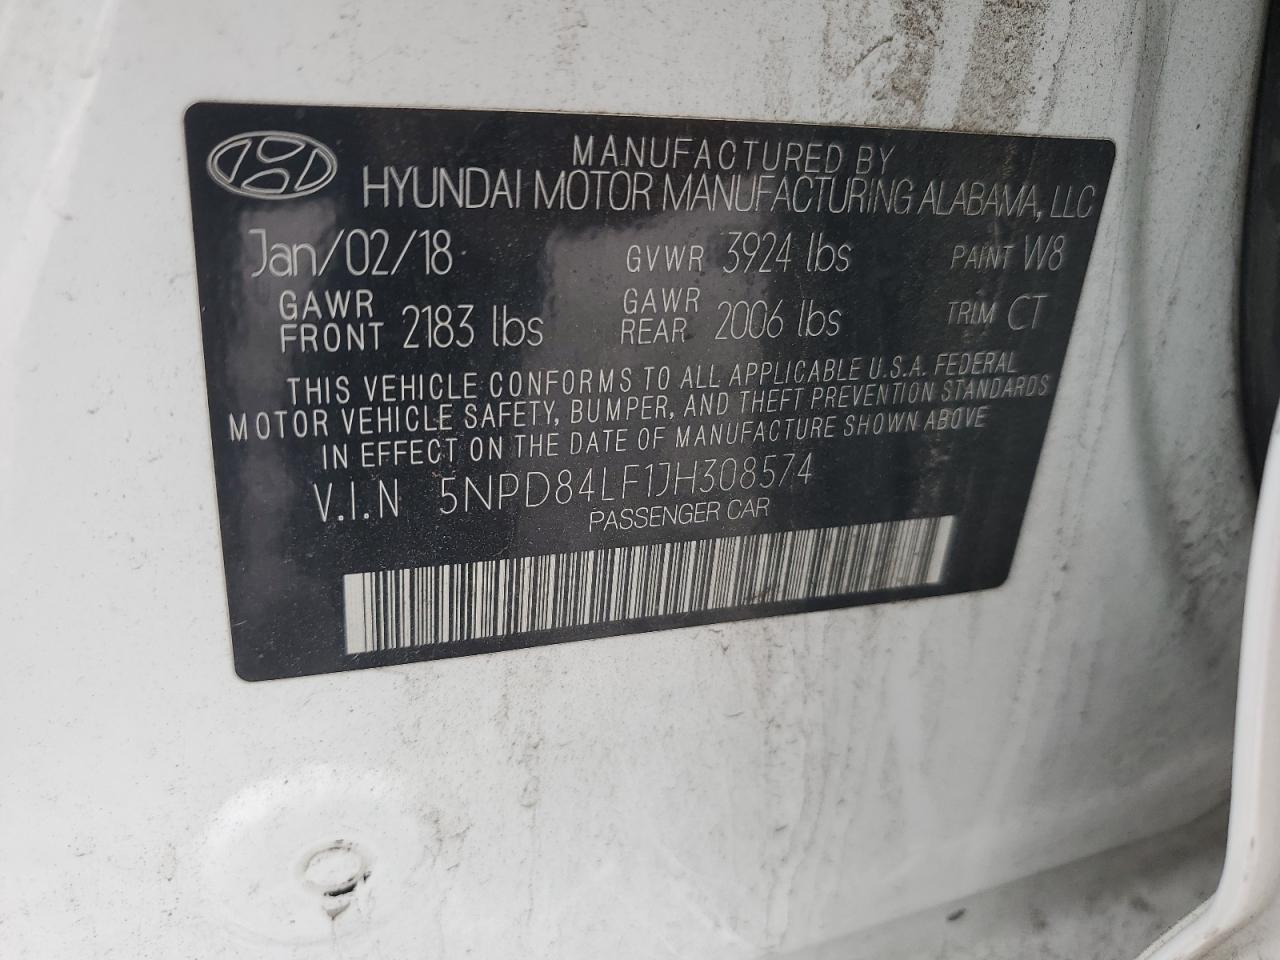 MANUFACTURED BY
HYUNDAI MOTOR MANUFACTURING ALABAMA, LLC
Jan/02/18 GVWR 3924 lbs PAINT W8
GAWR FRONT 2183 lbs GAWR REAR 2006 lbs TRIM CT
THIS VEHICLE CONFORMS TO ALL APPLICABLE U.S.A. FEDERAL
MOTOR VEHICLE SAFETY, BUMPER, AND THEFT PREVENTION STANDARDS
IN EFFECT ON THE DATE OF MANUFACTURE SHOWN ABOVE
V.I.N 5NPD84LF1JH308574
PASSENGER CAR